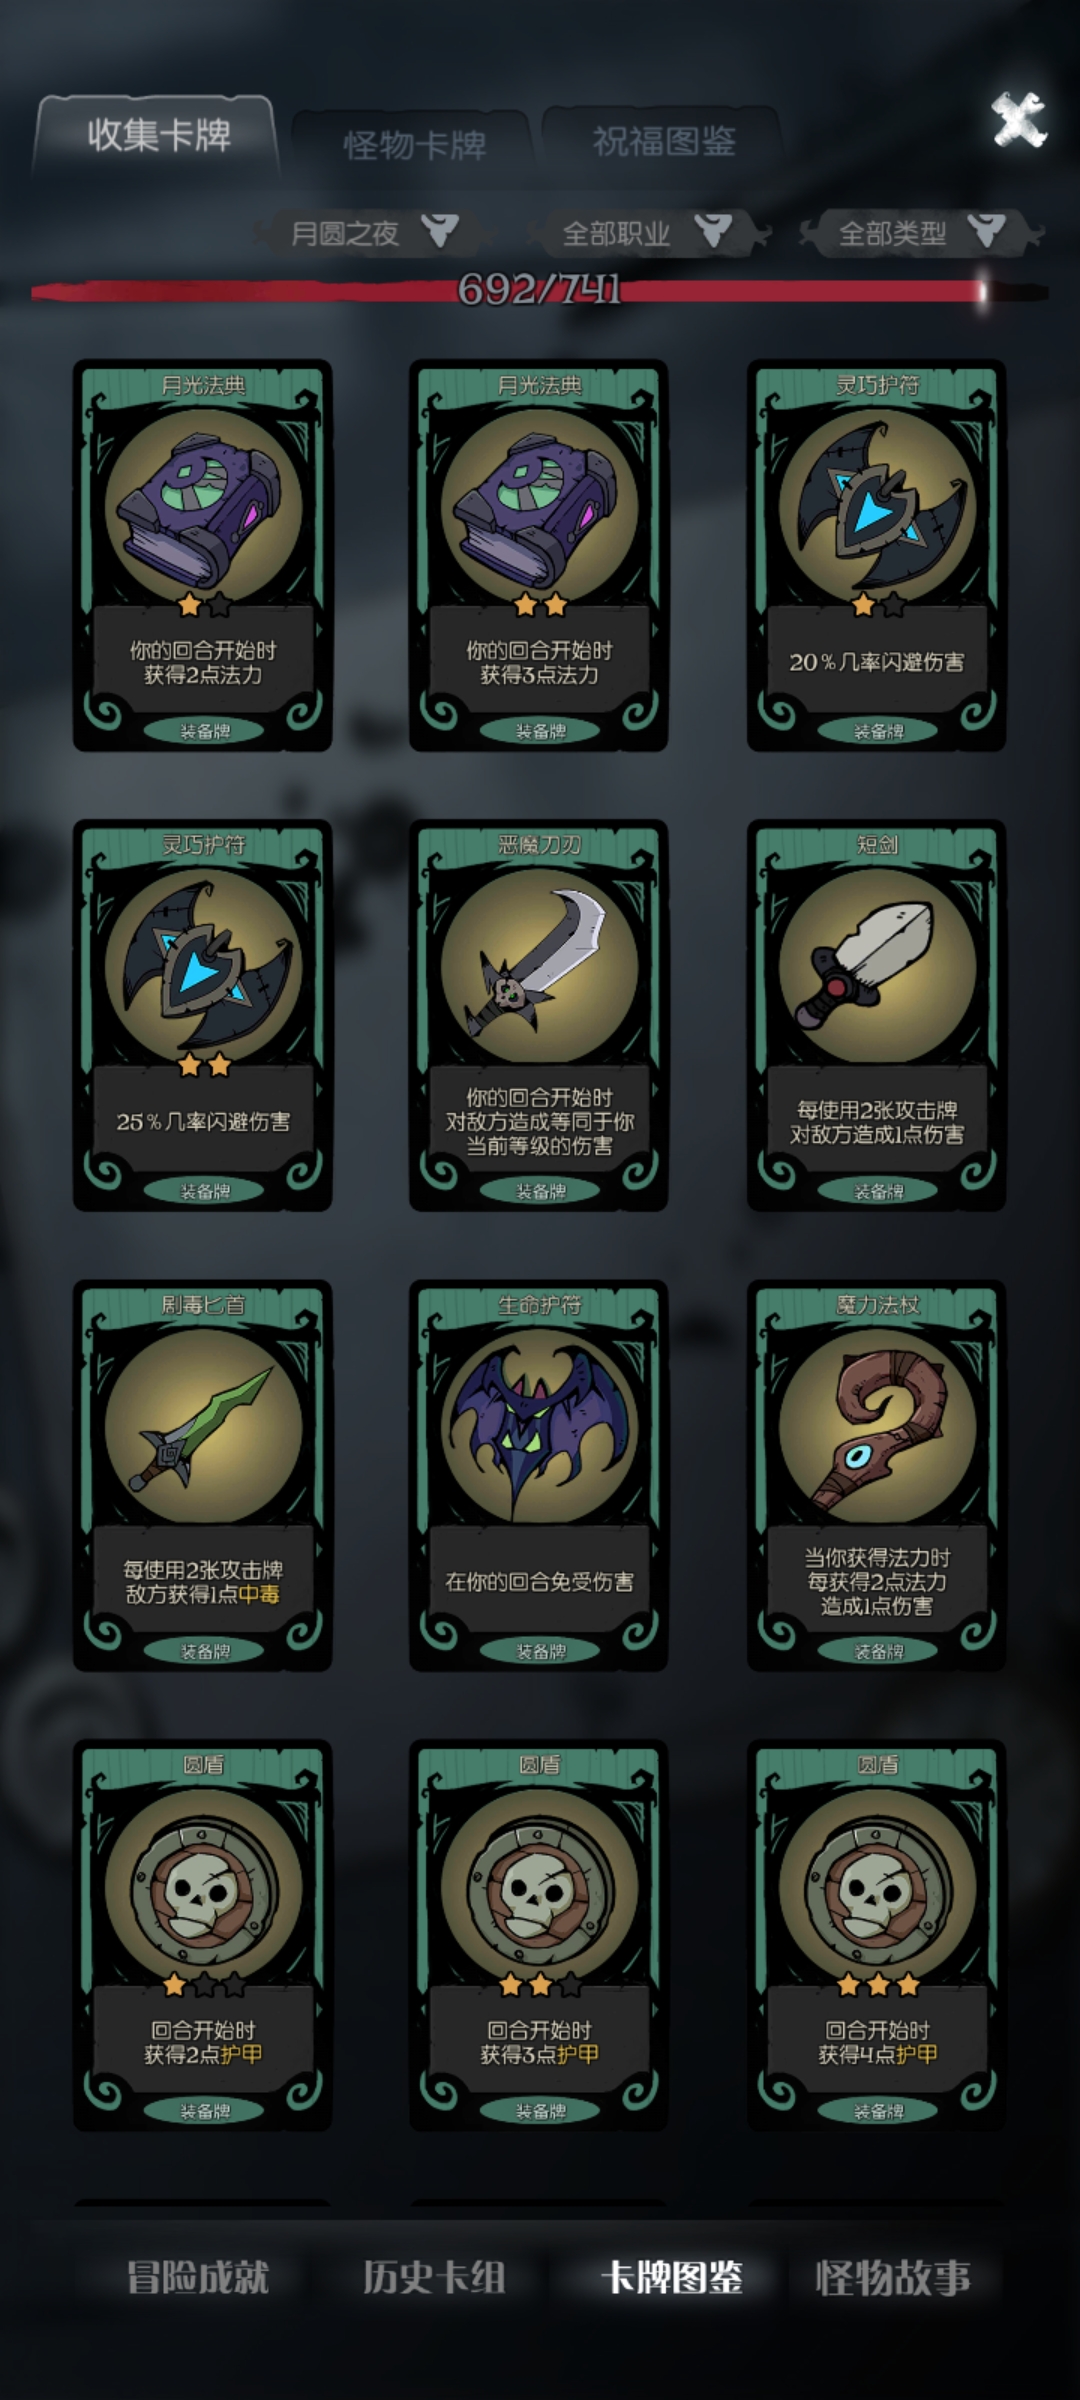 收集卡牌
怪物卡牌
祝福图鉴
月圆之夜
全部职业
全部类型
692/741
月光法典
你的回合开始时
获得2点法力
装备牌
月光法典
你的回合开始时
获得3点法力
装备牌
灵巧护符
20%几率闪避伤害
装备牌
灵巧护符
25%几率闪避伤害
装备牌
恶魔刀刃
你的回合开始时
对敌方造成等同于你
当前等级的伤害
装备牌
短剑
每使用2张攻击牌
对敌方造成1点伤害
装备牌
剧毒匕首
每使用2张攻击牌
敌方获得1点中毒
装备牌
生命护符
在你的回合免受伤害
装备牌
魔力法杖
当你获得法力时
每获得2点法力
造成1点伤害
装备牌
圆盾
回合开始时
获得2点护甲
装备牌
圆盾
回合开始时
获得3点护甲
装备牌
圆盾
回合开始时
获得4点护甲
装备牌
冒险成就
历史卡组
卡牌图鉴
怪物故事